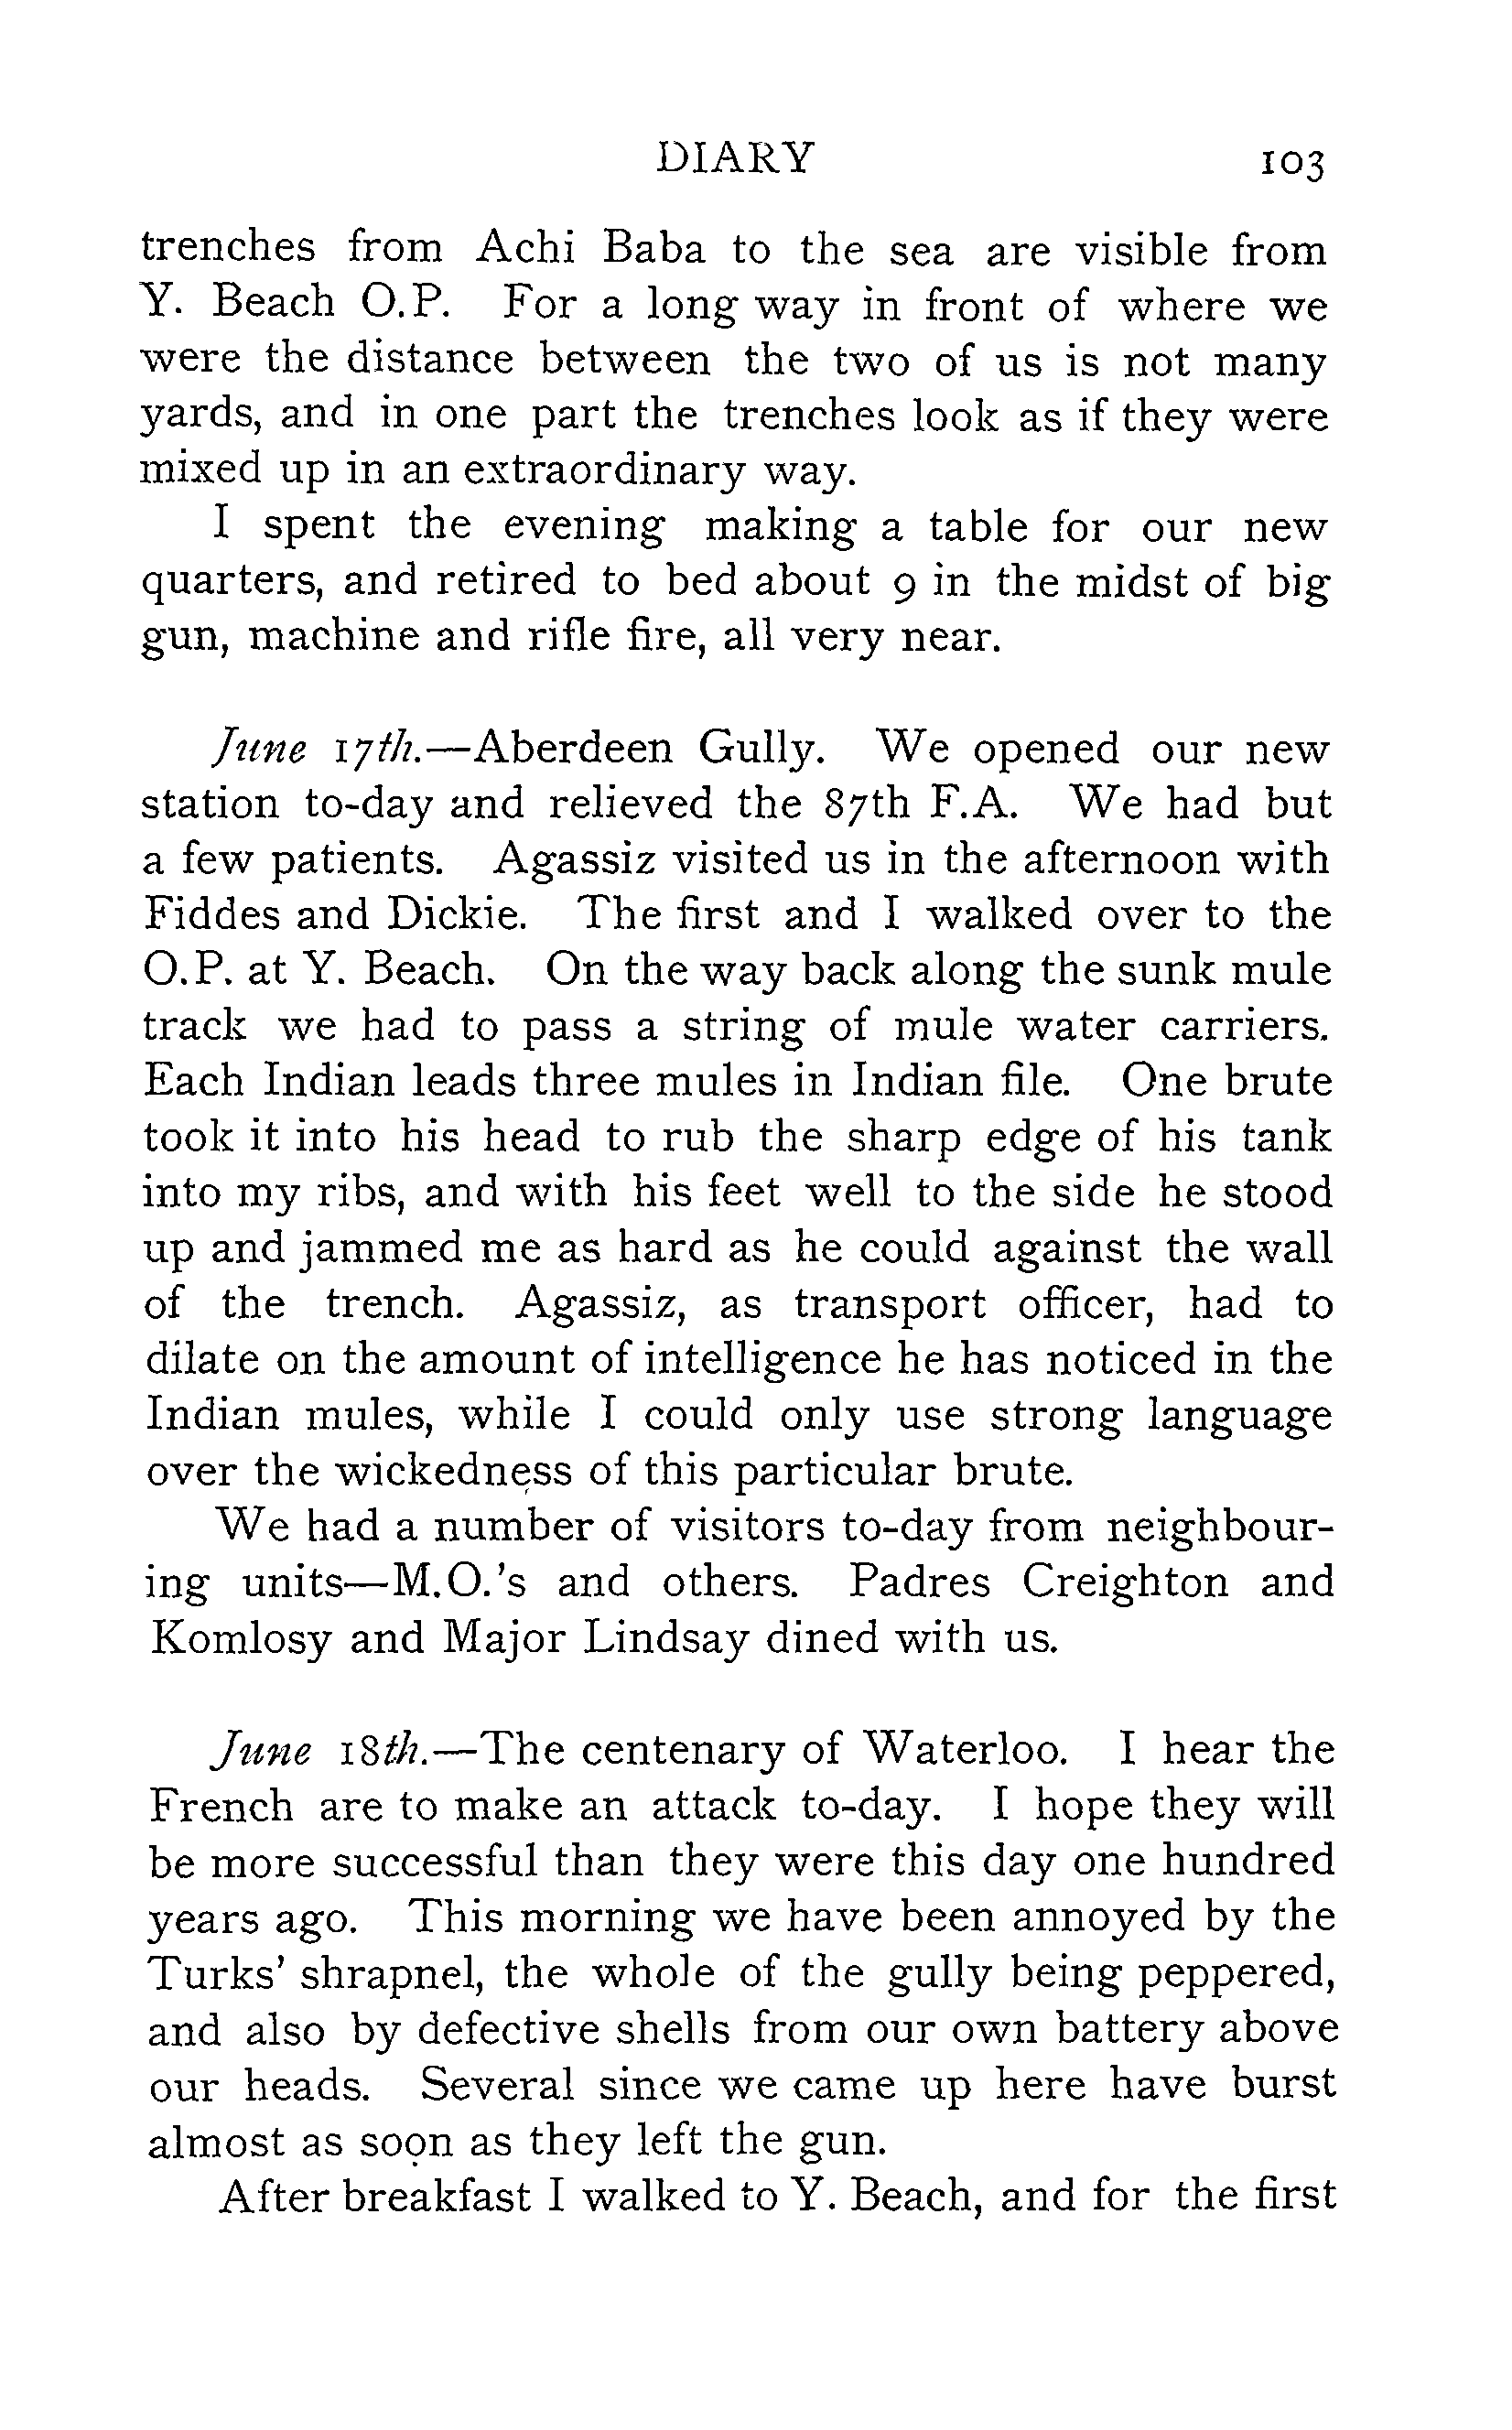 DIARY 103
trenches from Achi Baba to the sea are visible from
Y. Beach O.P. For a long way in front of where we
were the distance between the two of us is not many
yards, and in one part the trenches look as if they were
mixed up in an extraordinary way.
I spent the evening making a table for our new
quarters, and retired to bed about 9 in the midst of big
gun, machine and rifle fire, all very near.
June 17th.—Aberdeen Gully. We opened our new
station to-day and relieved the 87th F.A. We had but
a few patients. Agassiz visited us in the afternoon with
Fiddes and Dickie. The first and I walked over to the
O.P. at Y. Beach. On the way back along the sunk mule
track we had to pass a string of mule water carriers.
Each Indian leads three mules in Indian file. One brute
took it into his head to rub the sharp edge of his tank
into my ribs, and with his feet well to the side he stood
up and jammed me as hard as he could against the wall
of the trench. Agassiz, as transport officer, had to
dilate on the amount of intelligence he has noticed in the
Indian mules, while I could only use strong language
over the wickedness of this particular brute.
We had a number of visitors to-day from neighbour-
ing units—M.O.'s and others. Padres Creighton and
Komlosy and Major Lindsay dined with us.
June 18th.—The centenary of Waterloo. I hear the
French are to make an attack to-day. I hope they will
be more successful than they were this day one hundred
years ago. This morning we have been annoyed by the
Turks' shrapnel, the whole of the gully being peppered,
and also by defective shells from our own battery above
our heads. Several since we came up here have burst
almost as soon as they left the gun.
After breakfast I walked to Y. Beach, and for the first